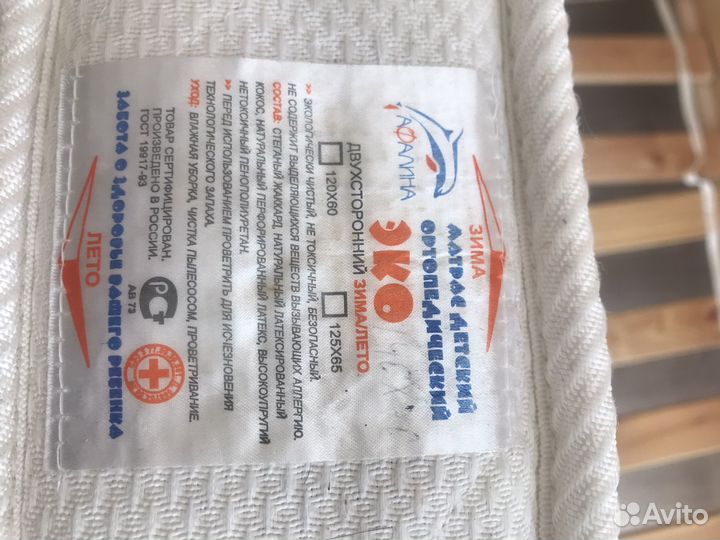 ЗИМА
АФАЛИНА
МАТРАС ДЕТСКИЙ
ОРТОПЕДИЧЕСКИЙ
ЭКО
ДВУХСТОРОННИЙ ЗИМА/ЛЕТО
120X60
125X65
>> ЭКОЛОГИЧЕСКИ ЧИСТЫЙ, НЕ ТОКСИЧНЫЙ, БЕЗОПАСНЫЙ.
НЕ СОДЕРЖИТ ВЫДЕЛЯЮЩИХСЯ ВЕЩЕСТВ ВЫЗЫВАЮЩИХ АЛЛЕРГИЮ.
СОСТАВ: СТЕГАНЫЙ ЖАККАРД, НАТУРАЛЬНЫЙ ЛАТЕКСИРОВАННЫЙ
КОКОС, НАТУРАЛЬНЫЙ ПЕРФОРИРОВАННЫЙ ЛАТЕКС, ВЫСОКОУПРУГИЙ
НЕТОКСИЧНЫЙ ПЕНОПОЛИУРЕТАН.
>> ПЕРЕД ИСПОЛЬЗОВАНИЕМ ПРОВЕТРИТЬ ДЛЯ ИСЧЕЗНОВЕНИЯ
ТЕХНОЛОГИЧЕСКОГО ЗАПАХА.
УХОД: ВЛАЖНАЯ УБОРКА, ЧИСТКА ПЫЛЕСОСОМ, ПРОВЕТРИВАНИЕ.
ТОВАР СЕРТИФИЦИРОВАН.
ПРОИЗВЕДЕНО В РОССИИ.
ГОСТ 19917-93
РСТ
АВ 73
ЛЕТО
ЗАБОТА О ЗДОРОВЬЕ ВАШЕГО РЕБЕНКА
Avito